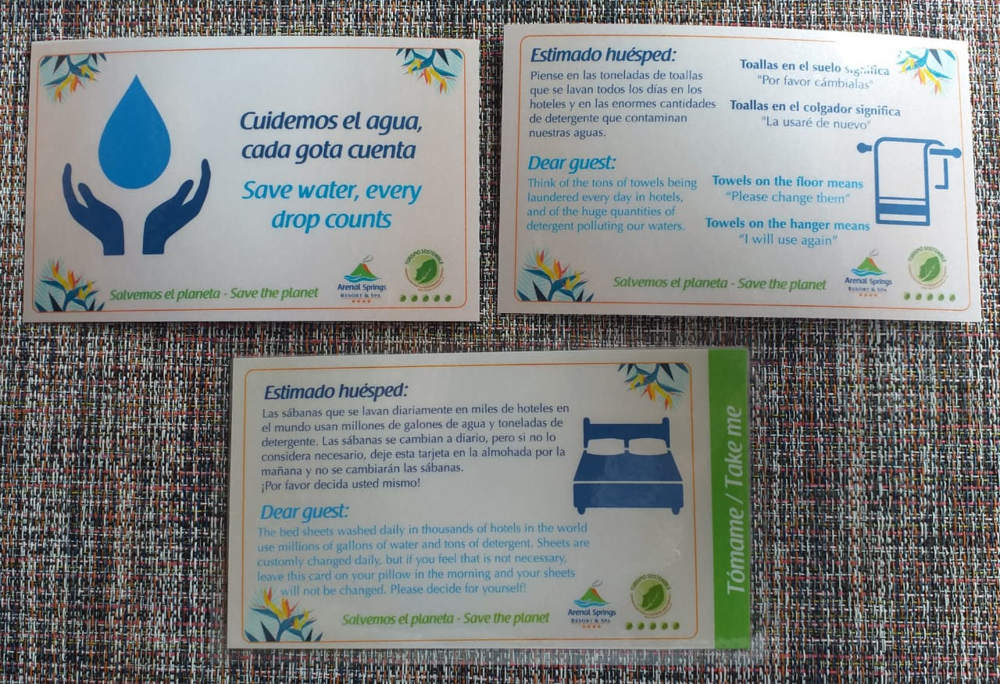 Cuidemos el agua,
cada gota cuenta
Save water, every
drop counts
Salvemos el planeta - Save the planet
Arenal Springs
RESORT & SPA
TURISMO SOSTENIBLE
Estimado huésped:
Piense en las toneladas de toallas
que se lavan todos los días en los
hoteles y en las enormes cantidades
de detergente que contaminan
nuestras aguas.
Dear guest:
Think of the tons of towels being
laundered every day in hotels,
and of the huge quantities of
detergent polluting our waters.
Toallas en el suelo significa
"Por favor cámbialas"
Toallas en el colgador significa
"La usaré de nuevo"
Towels on the floor means
“Please change them”
Towels on the hanger means
“I will use again”
Salvemos el planeta - Save the planet
Arenal Springs
RESORT & SPA
TURISMO SOSTENIBLE
Estimado huésped:
Las sábanas que se lavan diariamente en miles de hoteles en
el mundo usan millones de galones de agua y toneladas de
detergente. Las sábanas se cambian a diario, pero si no lo
considera necesario, deje esta tarjeta en la almohada por la
mañana y no se cambiarán las sábanas.
¡Por favor decida usted mismo!
Dear guest:
The bed sheets washed daily in thousands of hotels in the world
use millions of gallons of water and tons of detergent. Sheets are
customly changed daily, but if you feel that is not necessary,
leave this card on your pillow in the morning and your sheets
will not be changed. Please decide for yourself!
Salvemos el planeta - Save the planet
Arenal Springs
RESORT & SPA
TURISMO SOSTENIBLE
Tómame / Take me